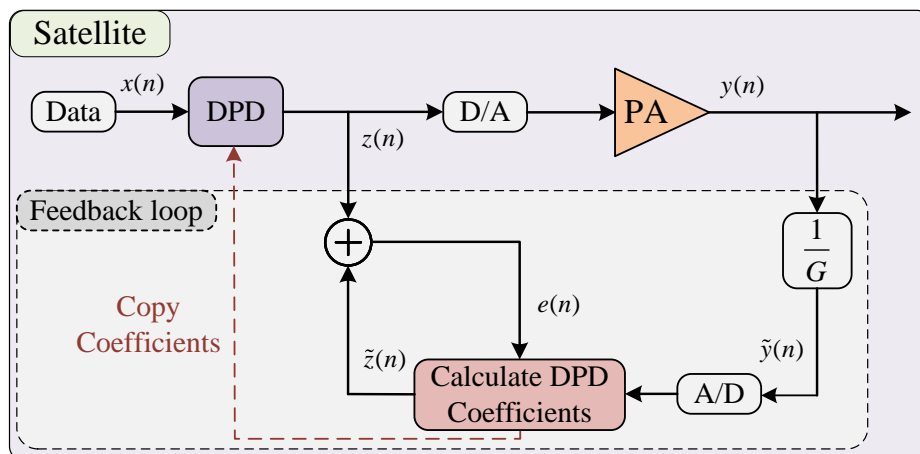 Satellite
x(n)
Data
DPD
z(n)
D/A
PA
y(n)
Feedback loop
+
1
G
Copy
Coefficients
e(n)
z̃(n)
ỹ(n)
Calculate DPD
Coefficients
A/D